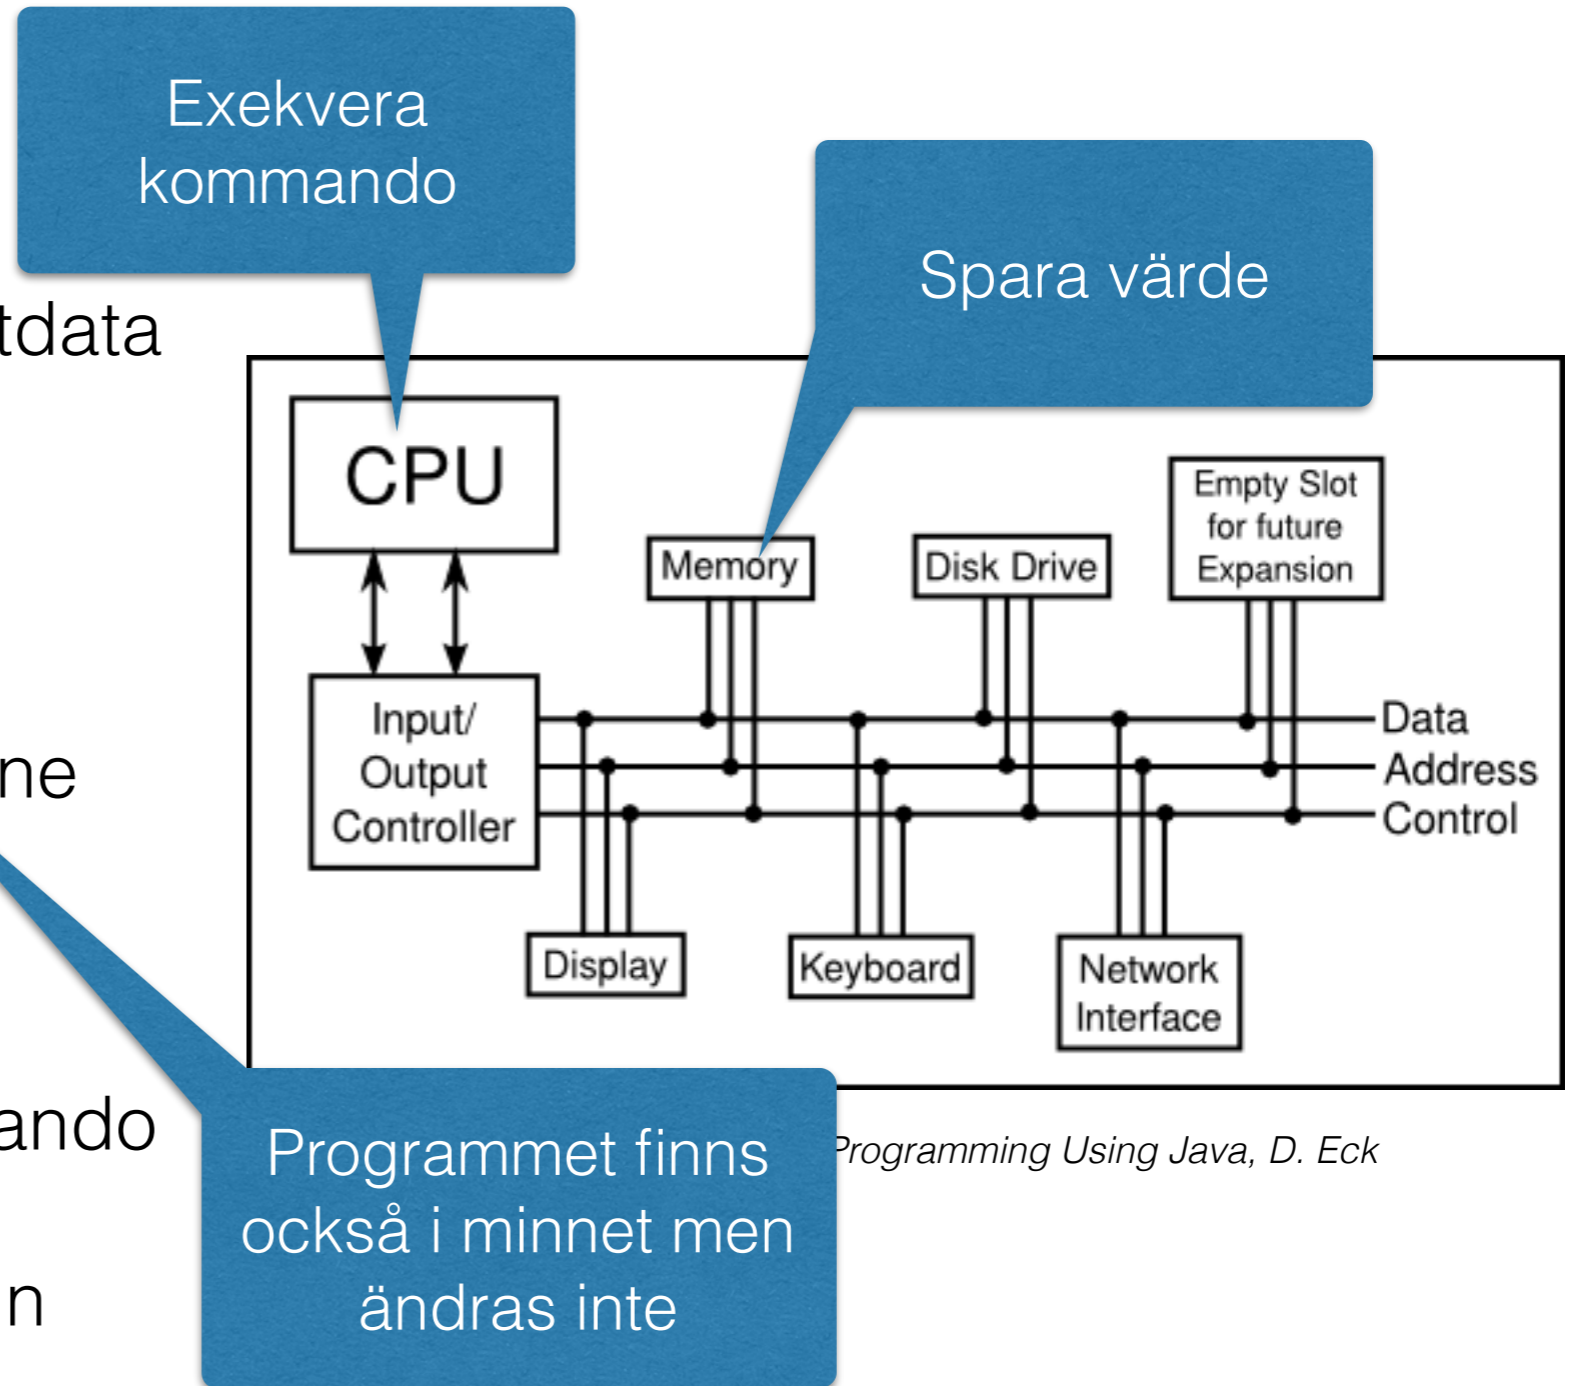 Exekvera
kommando
Spara värde
tdata
CPU
Empty Slot
for future
Expansion
Memory
Disk Drive
Input/
Output
Controller
Data
Address
Control
ne
Display
Keyboard
Network
Interface
ando
Programmet finns
också i minnet men
ändras inte
Programming Using Java, D. Eck
n